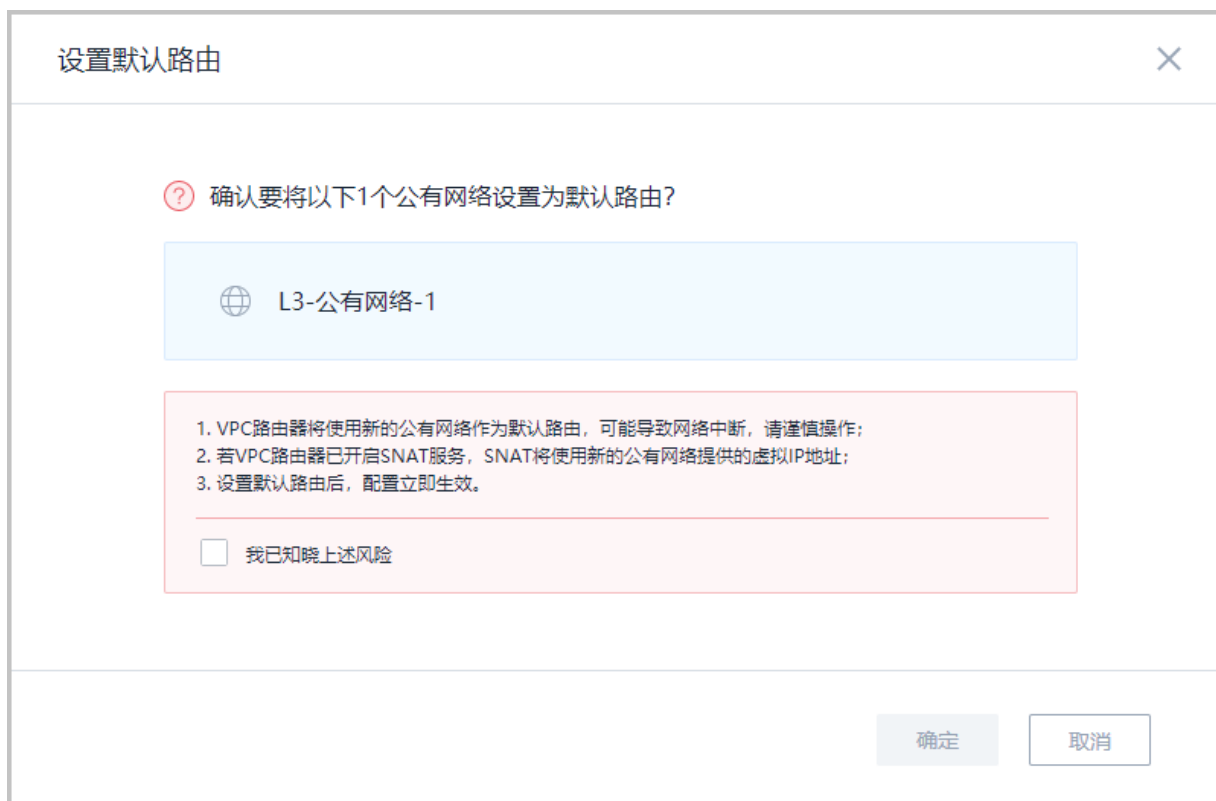 设置默认路由
确认要将以下1个公有网络设置为默认路由？
L3-公有网络-1
1. VPC路由器将使用新的公有网络作为默认路由，可能导致网络中断，请谨慎操作；
2. 若VPC路由器已开启SNAT服务，SNAT将使用新的公有网络提供的虚拟IP地址；
3. 设置默认路由后，配置立即生效。
我已知晓上述风险
确定
取消